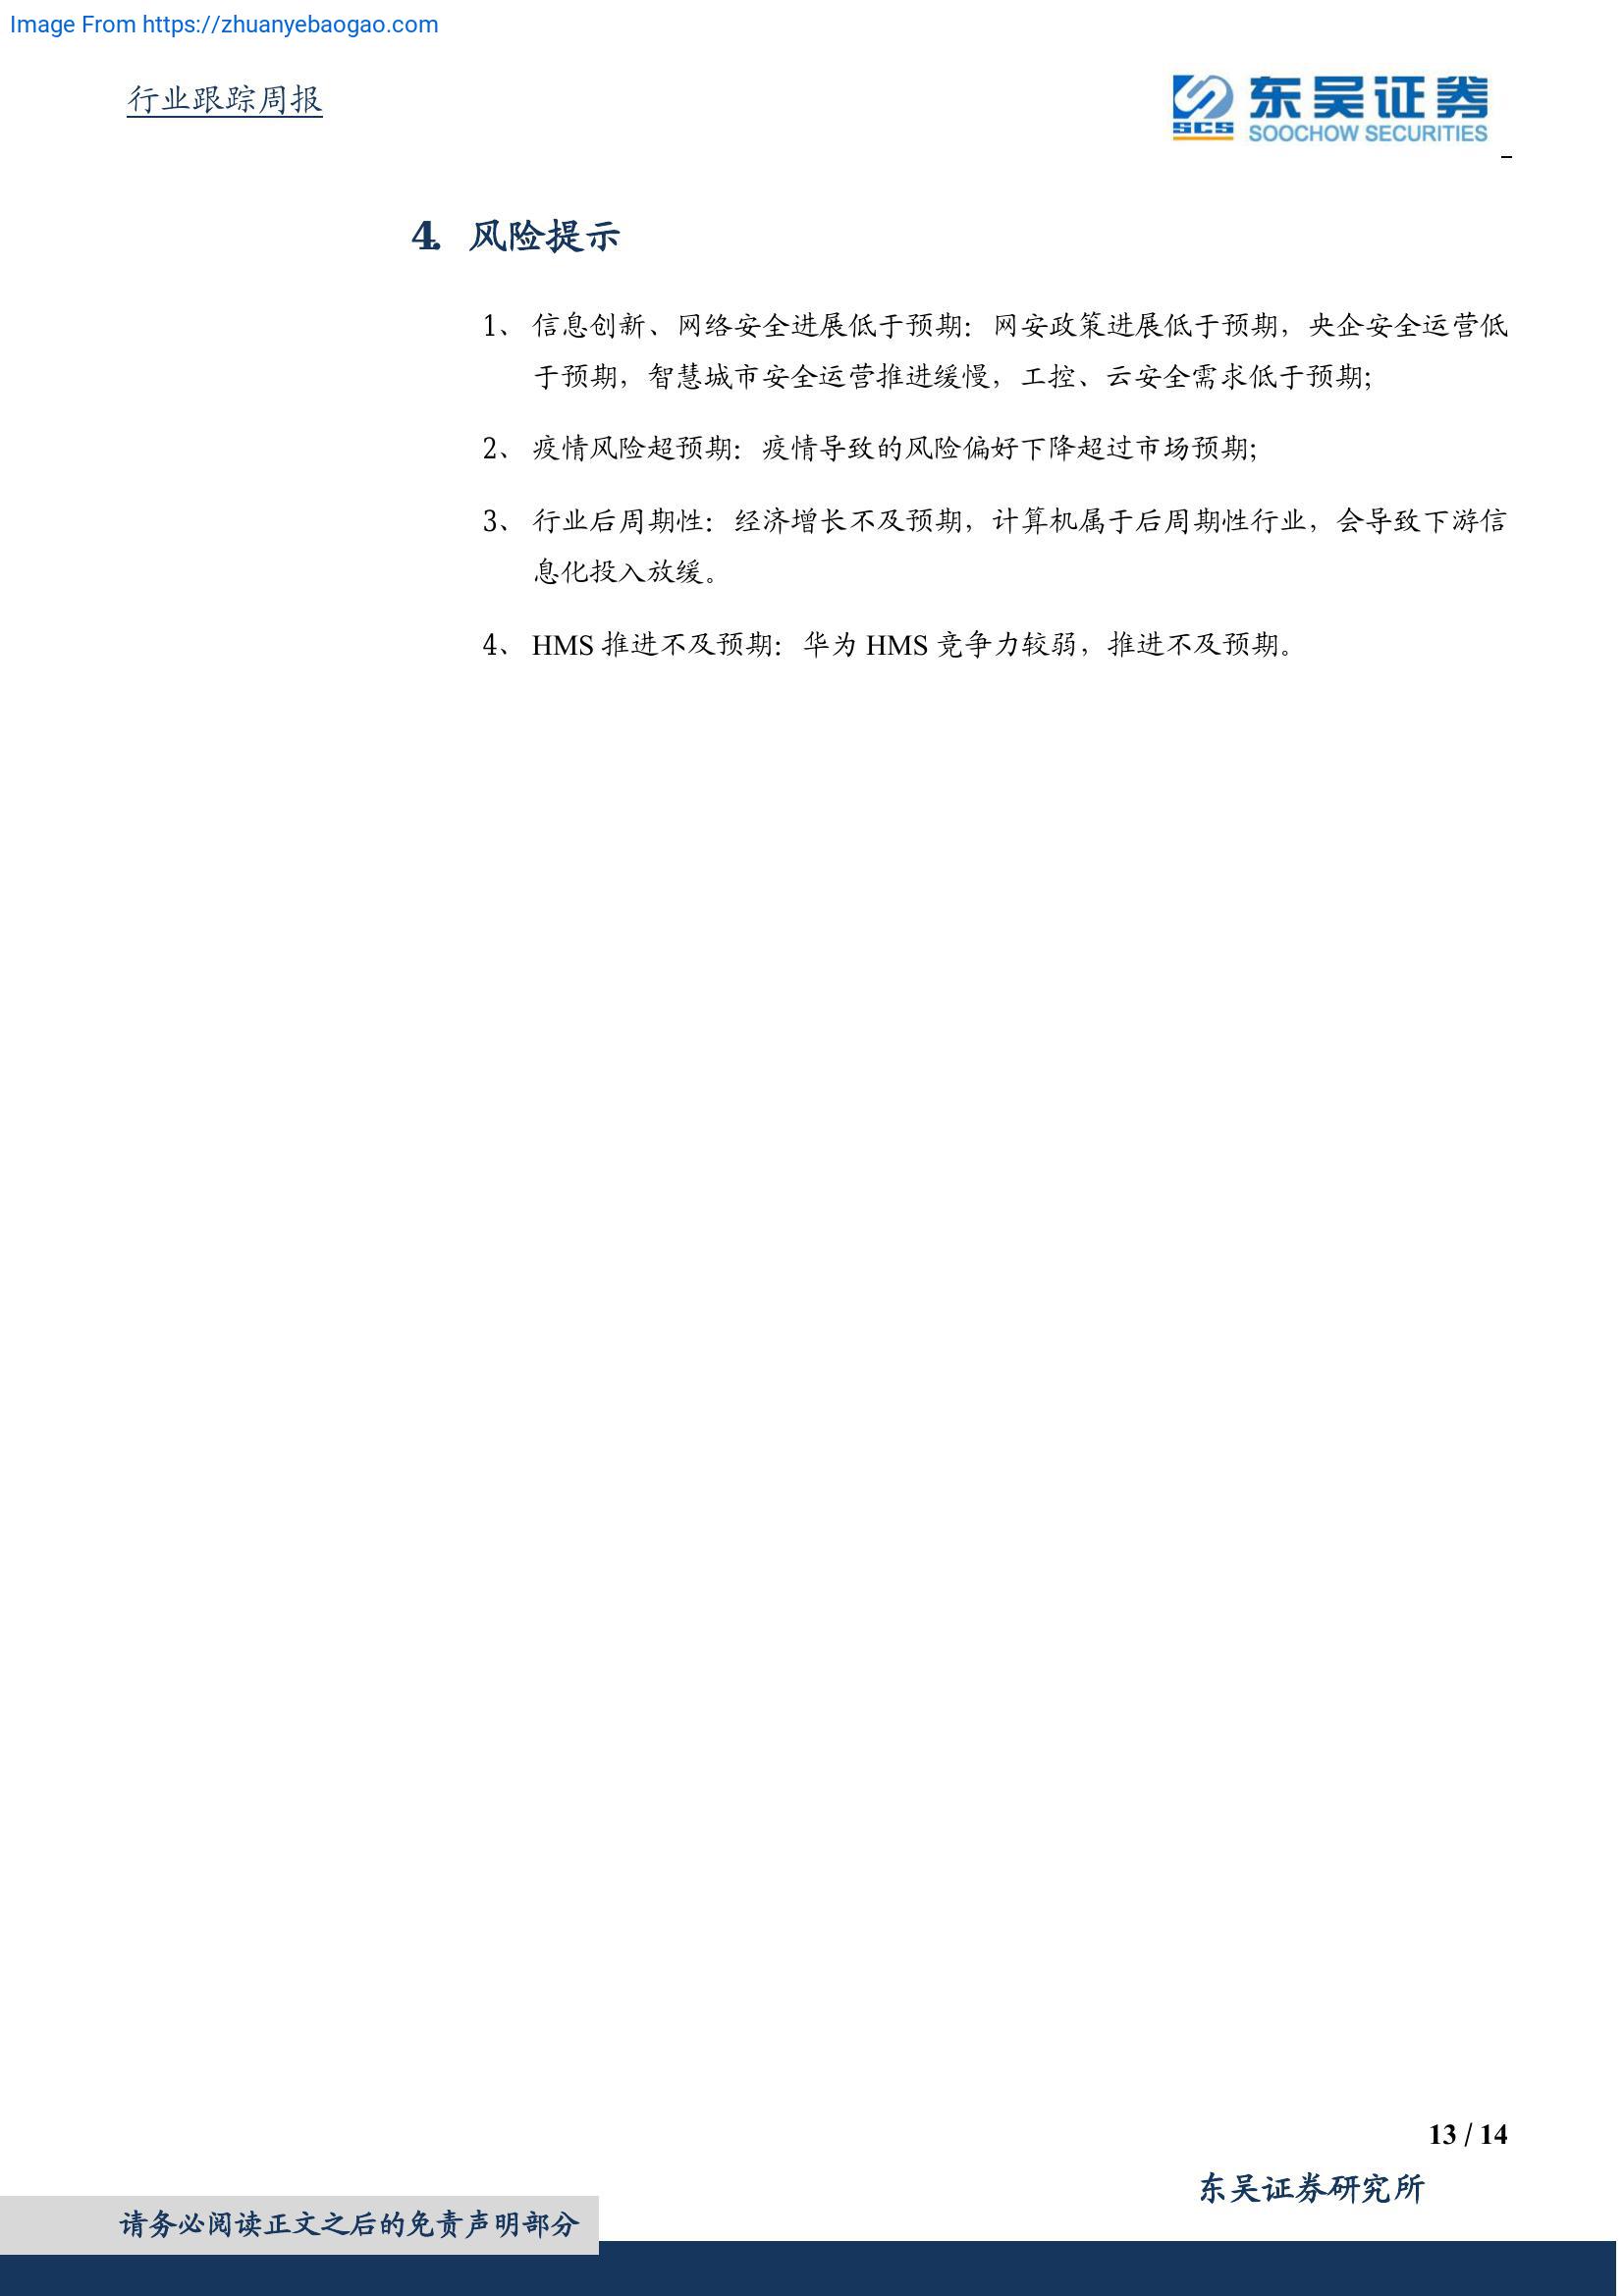 Image From https://zhuanyebaogao.com
行业跟踪周报
东吴证券
SCS
SOOCHOW SECURITIES
4. 风险提示
1、 信息创新、网络安全进展低于预期：网安政策进展低于预期，央企安全运营低
于预期，智慧城市安全运营推进缓慢，工控、云安全需求低于预期；
2、 疫情风险超预期：疫情导致的风险偏好下降超过市场预期；
3、 行业后周期性：经济增长不及预期，计算机属于后周期性行业，会导致下游信
息化投入放缓。
4、 HMS 推进不及预期：华为 HMS 竞争力较弱，推进不及预期。
13 / 14
东吴证券研究所
请务必阅读正文之后的免责声明部分